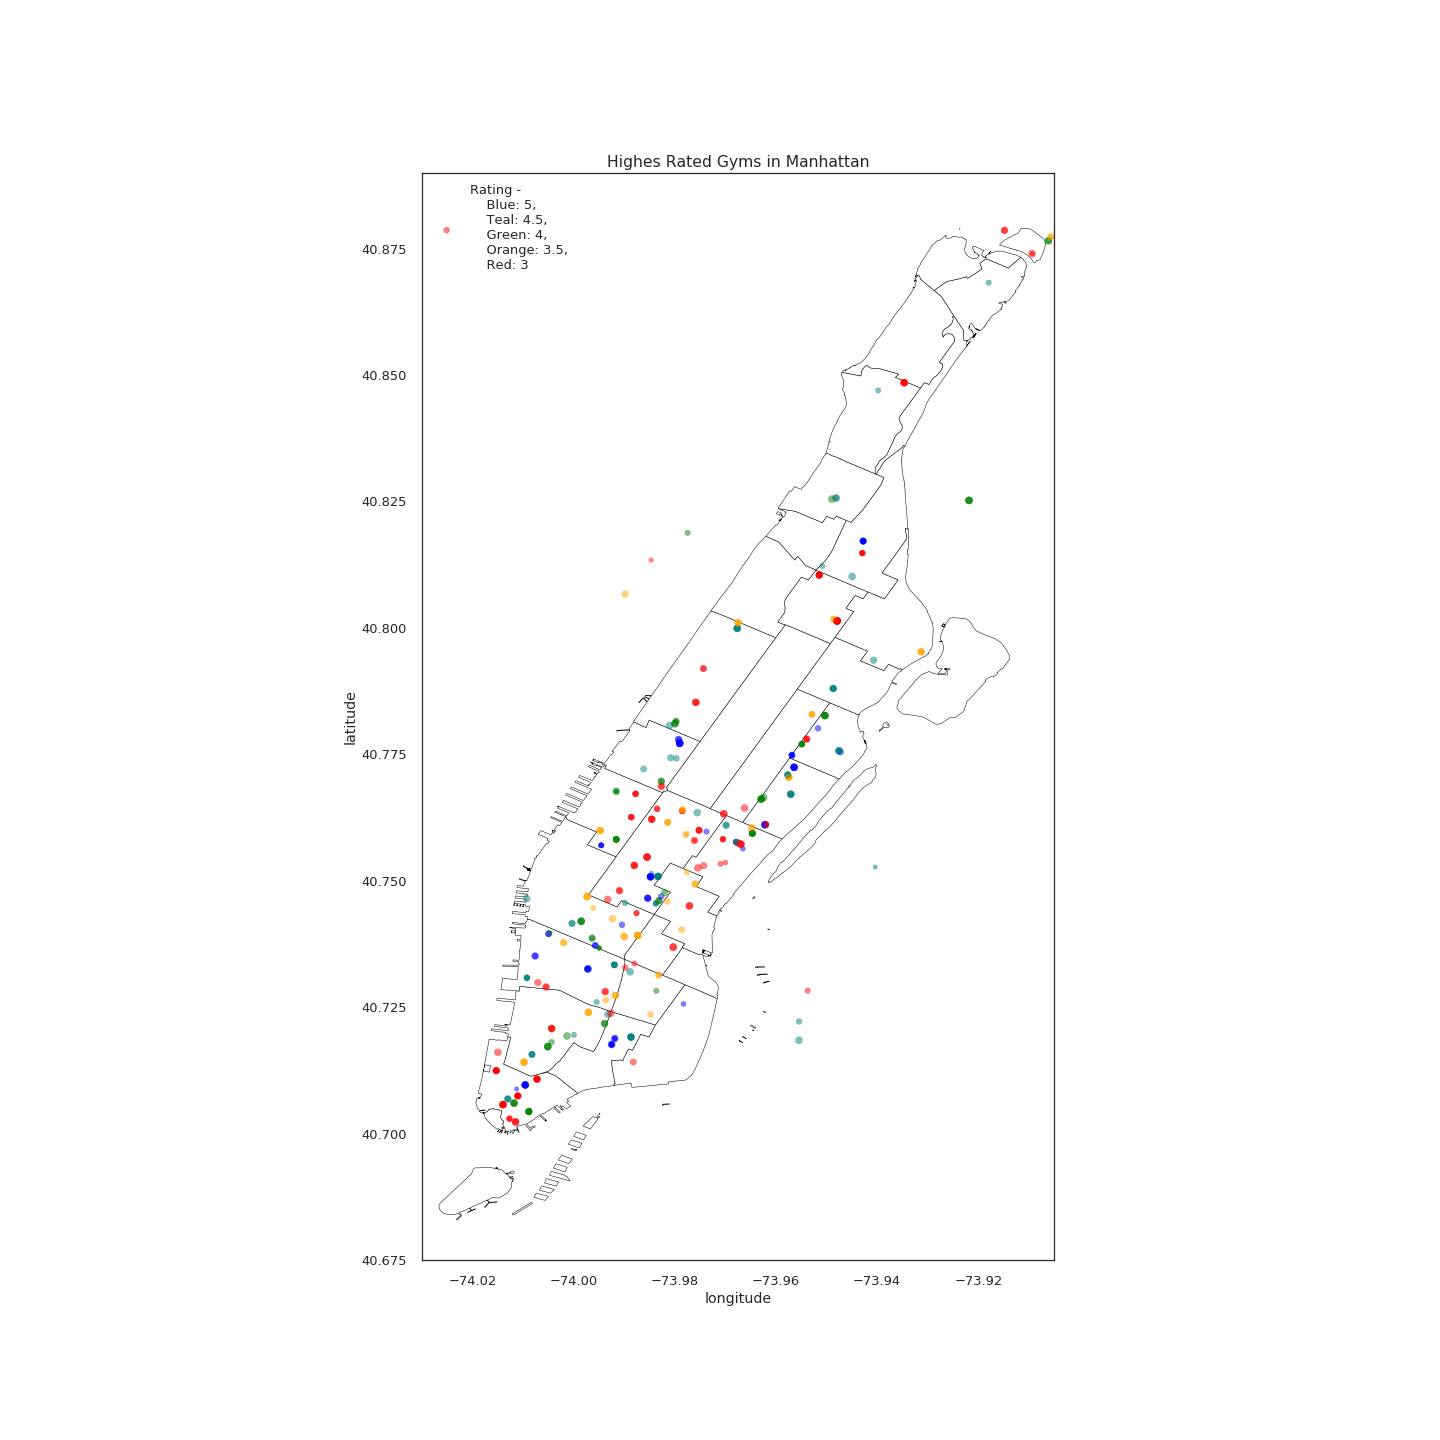 Highes Rated Gyms in Manhattan
Rating -
Blue: 5,
Teal: 4.5,
Green: 4,
Orange: 3.5,
Red: 3
40.875
40.850
40.825
40.800
40.775
40.750
40.725
40.700
40.675
latitude
−74.02 −74.00 −73.98 −73.96 −73.94 −73.92
longitude